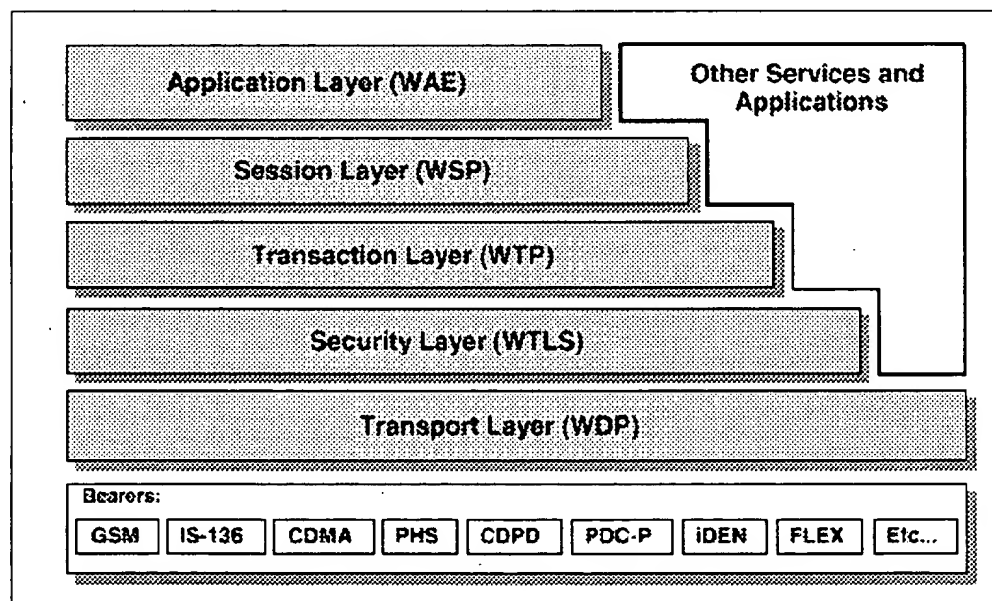 Application Layer (WAE)
Other Services and
Applications
Session Layer (WSP)
Transaction Layer (WTP)
Security Layer (WTLS)
Transport Layer (WDP)
Bearers:
GSM IS-136 CDMA PHS CDPD PDC-P iDEN FLEX Etc...